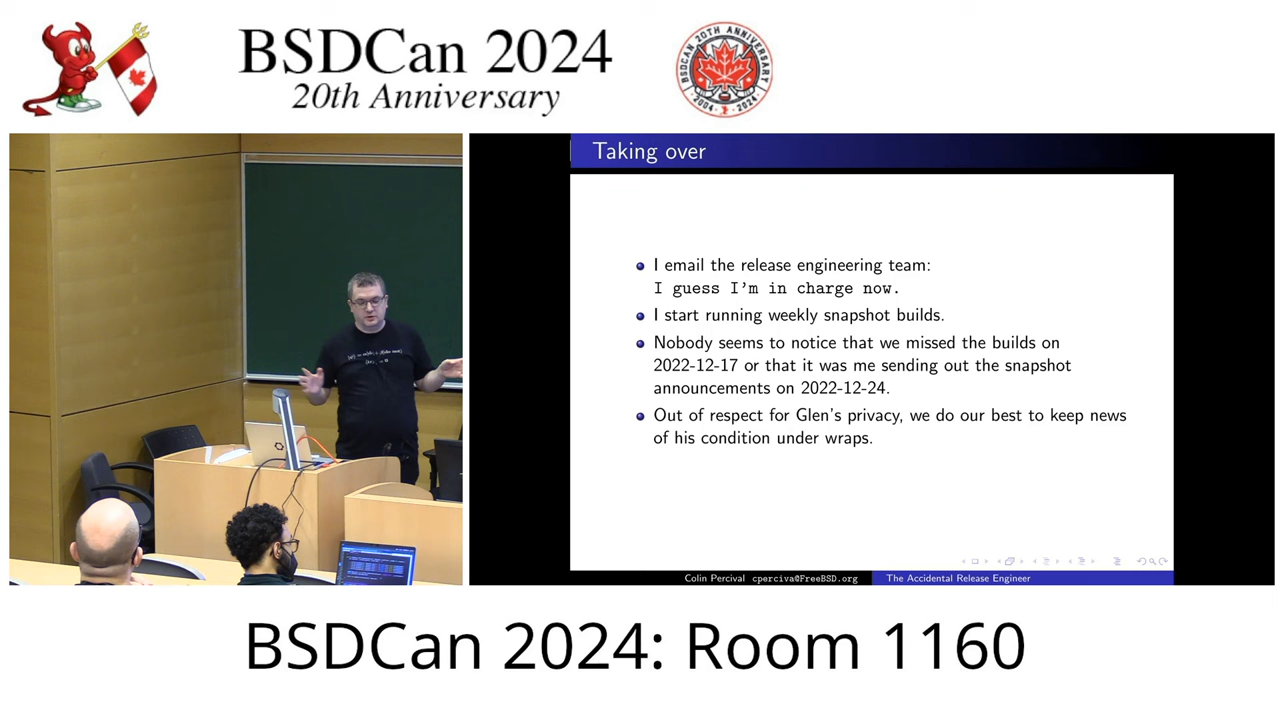 BSDCan 2024
20th Anniversary
BSDCAN 20TH ANNIVERSARY
2004 2024
Taking over
I email the release engineering team:
I guess I'm in charge now.
I start running weekly snapshot builds.
Nobody seems to notice that we missed the builds on
2022-12-17 or that it was me sending out the snapshot
announcements on 2022-12-24.
Out of respect for Glen's privacy, we do our best to keep news
of his condition under wraps.
Colin Percival cperciva@FreeBSD.org
The Accidental Release Engineer
BSDCan 2024: Room 1160